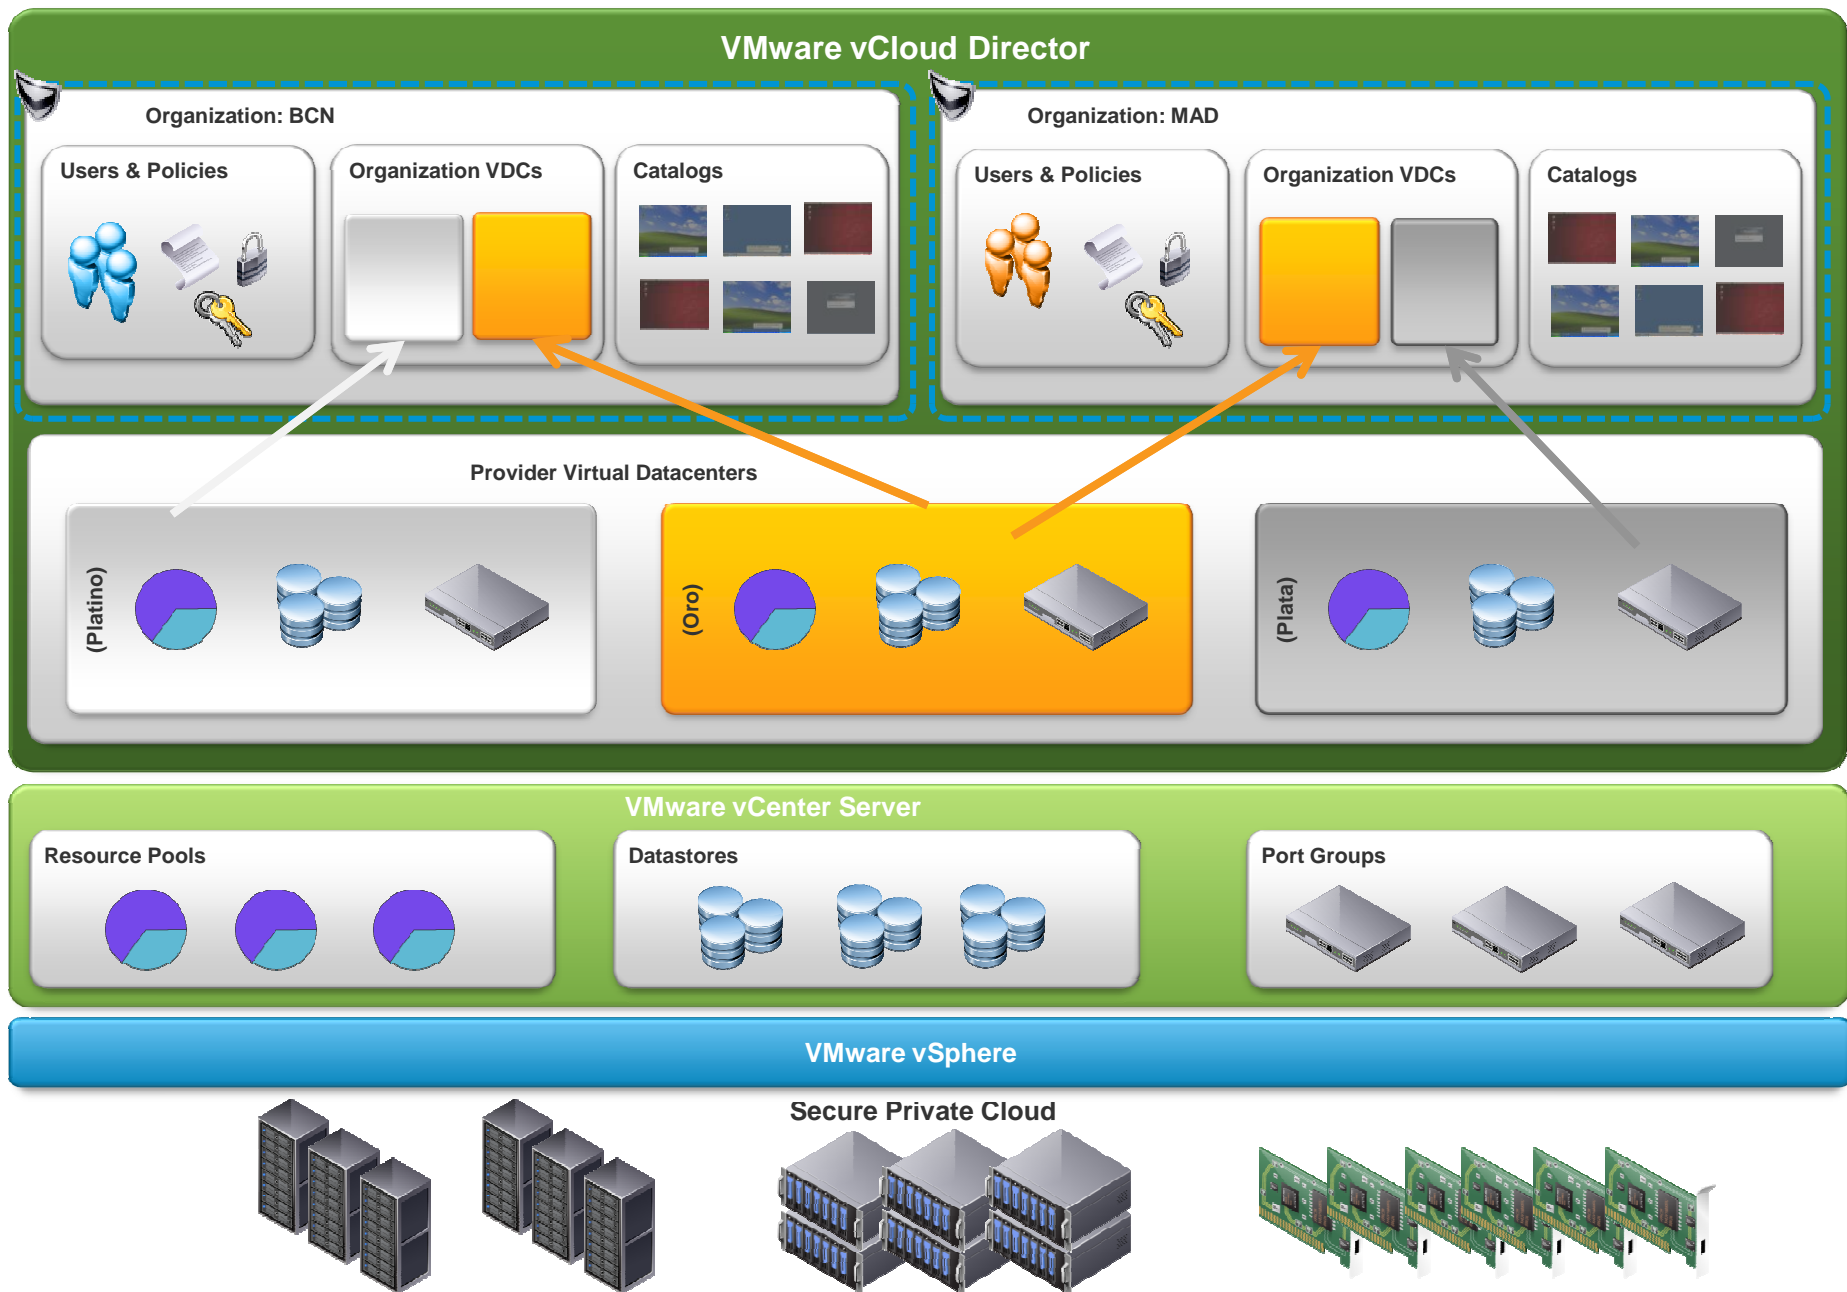 VMware vCloud Director
Organization: BCN
Users & Policies
Organization VDCs
Catalogs
Organization: MAD
Users & Policies
Organization VDCs
Catalogs
Provider Virtual Datacenters
(Platino)
(Oro)
(Plata)
VMware vCenter Server
Resource Pools
Datastores
Port Groups
VMware vSphere
Secure Private Cloud